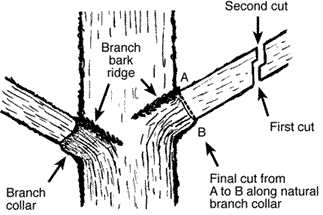 Second cut
Branch
bark
ridge
A
B
First cut
Branch
collar
Final cut from
A to B along natural
branch collar